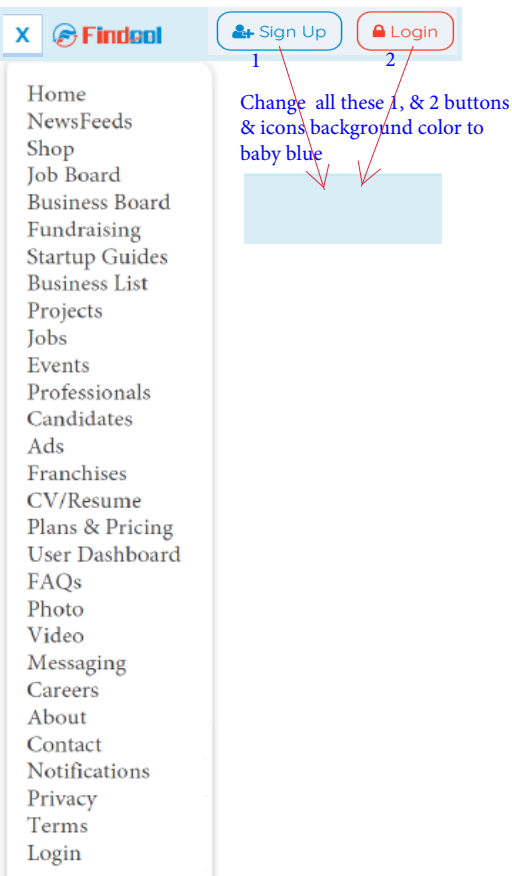 X Findcol Sign Up Login
1 2
Change all these 1, & 2 buttons
& icons background color to
baby blue
Home
NewsFeeds
Shop
Job Board
Business Board
Fundraising
Startup Guides
Business List
Projects
Jobs
Events
Professionals
Candidates
Ads
Franchises
CV/Resume
Plans & Pricing
User Dashboard
FAQs
Photo
Video
Messaging
Careers
About
Contact
Notifications
Privacy
Terms
Login